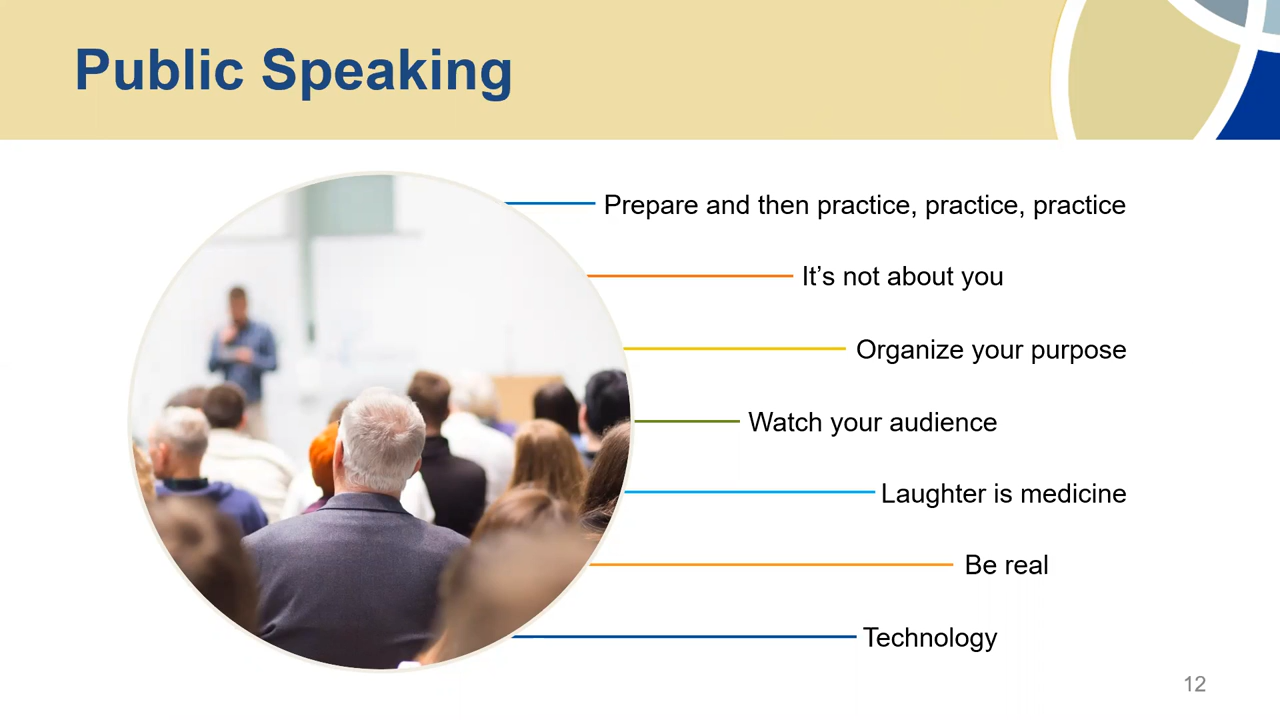 Public Speaking
Prepare and then practice, practice, practice
It’s not about you
Organize your purpose
Watch your audience
Laughter is medicine
Be real
Technology
12